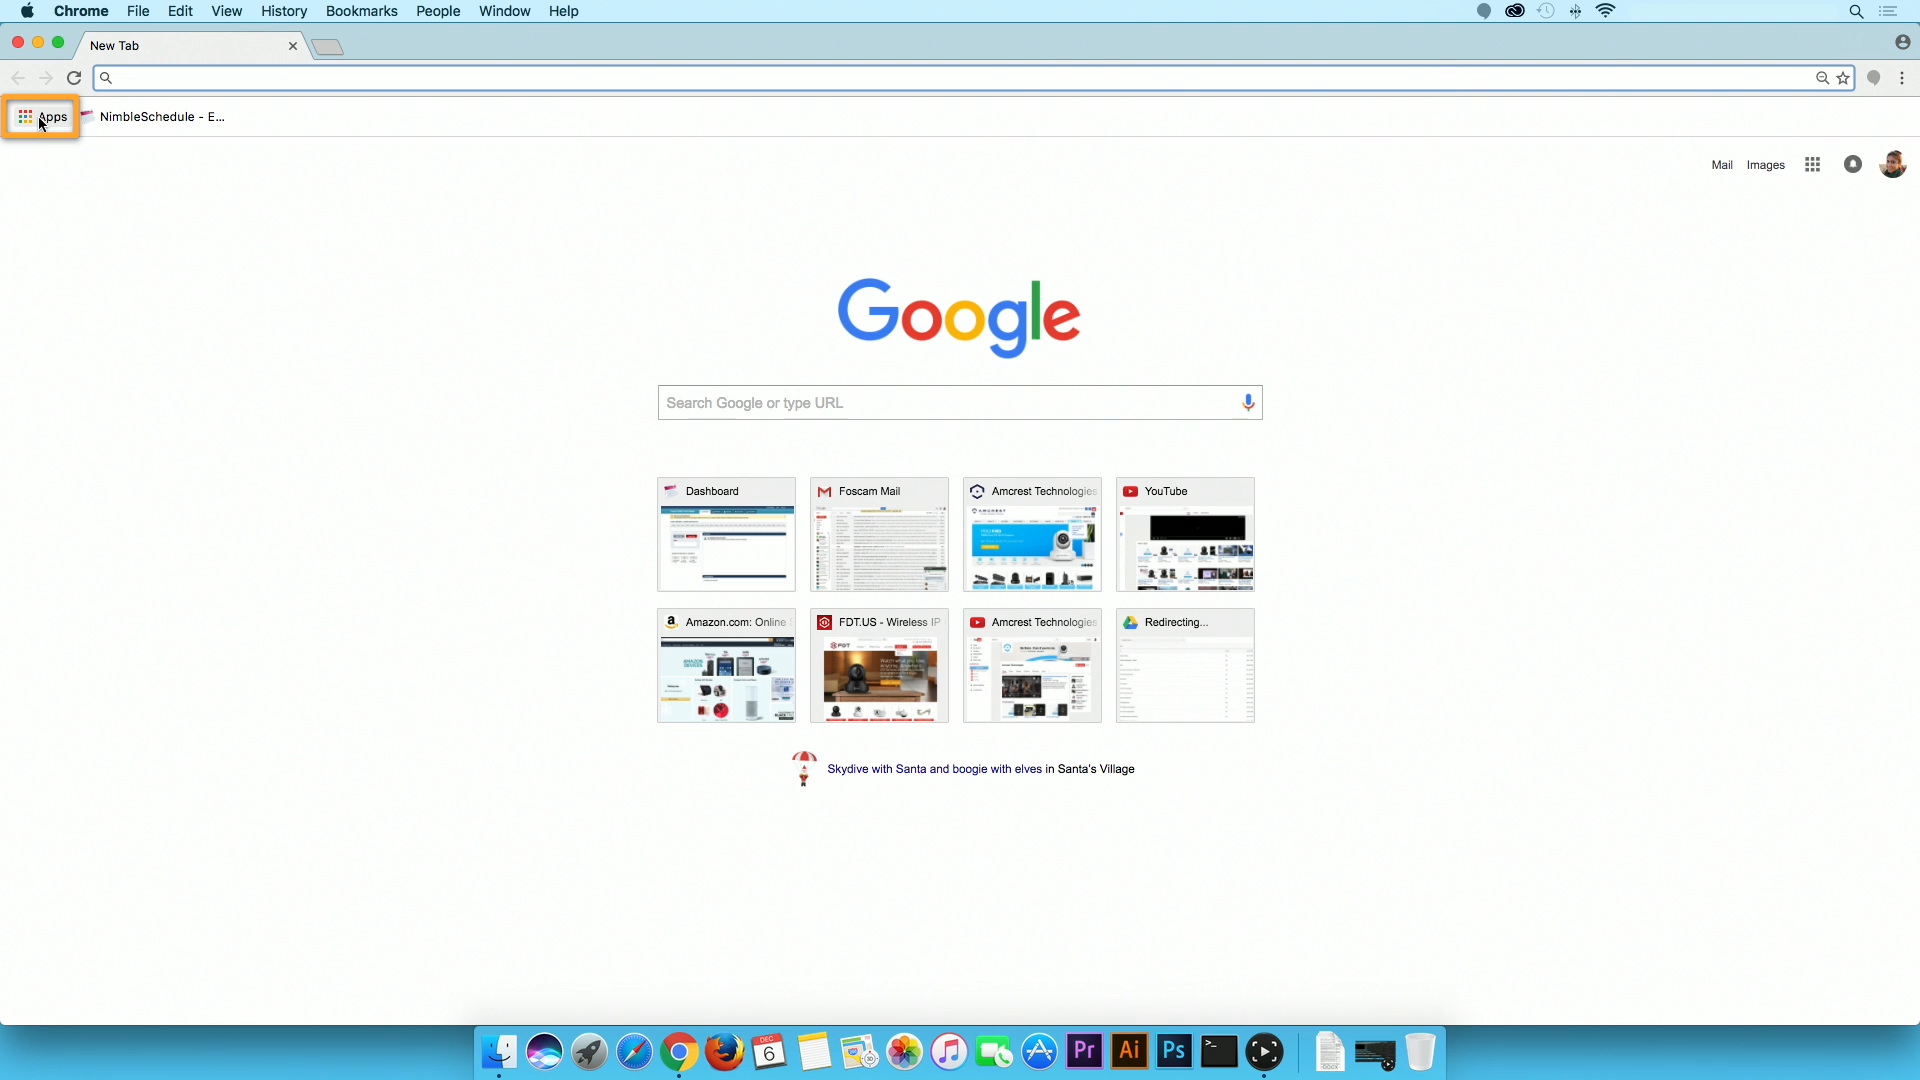 Chrome File Edit View History Bookmarks People Window Help
New Tab
Apps NimbleSchedule - E...
Mail Images
Google
Search Google or type URL
Dashboard Foscam Mail Amcrest Technologies YouTube
Amazon.com: Online FDT.US - Wireless IP Amcrest Technologies Redirecting...
Skydive with Santa and boogie with elves in Santa's Village
DEC
6
Pr Ai Ps